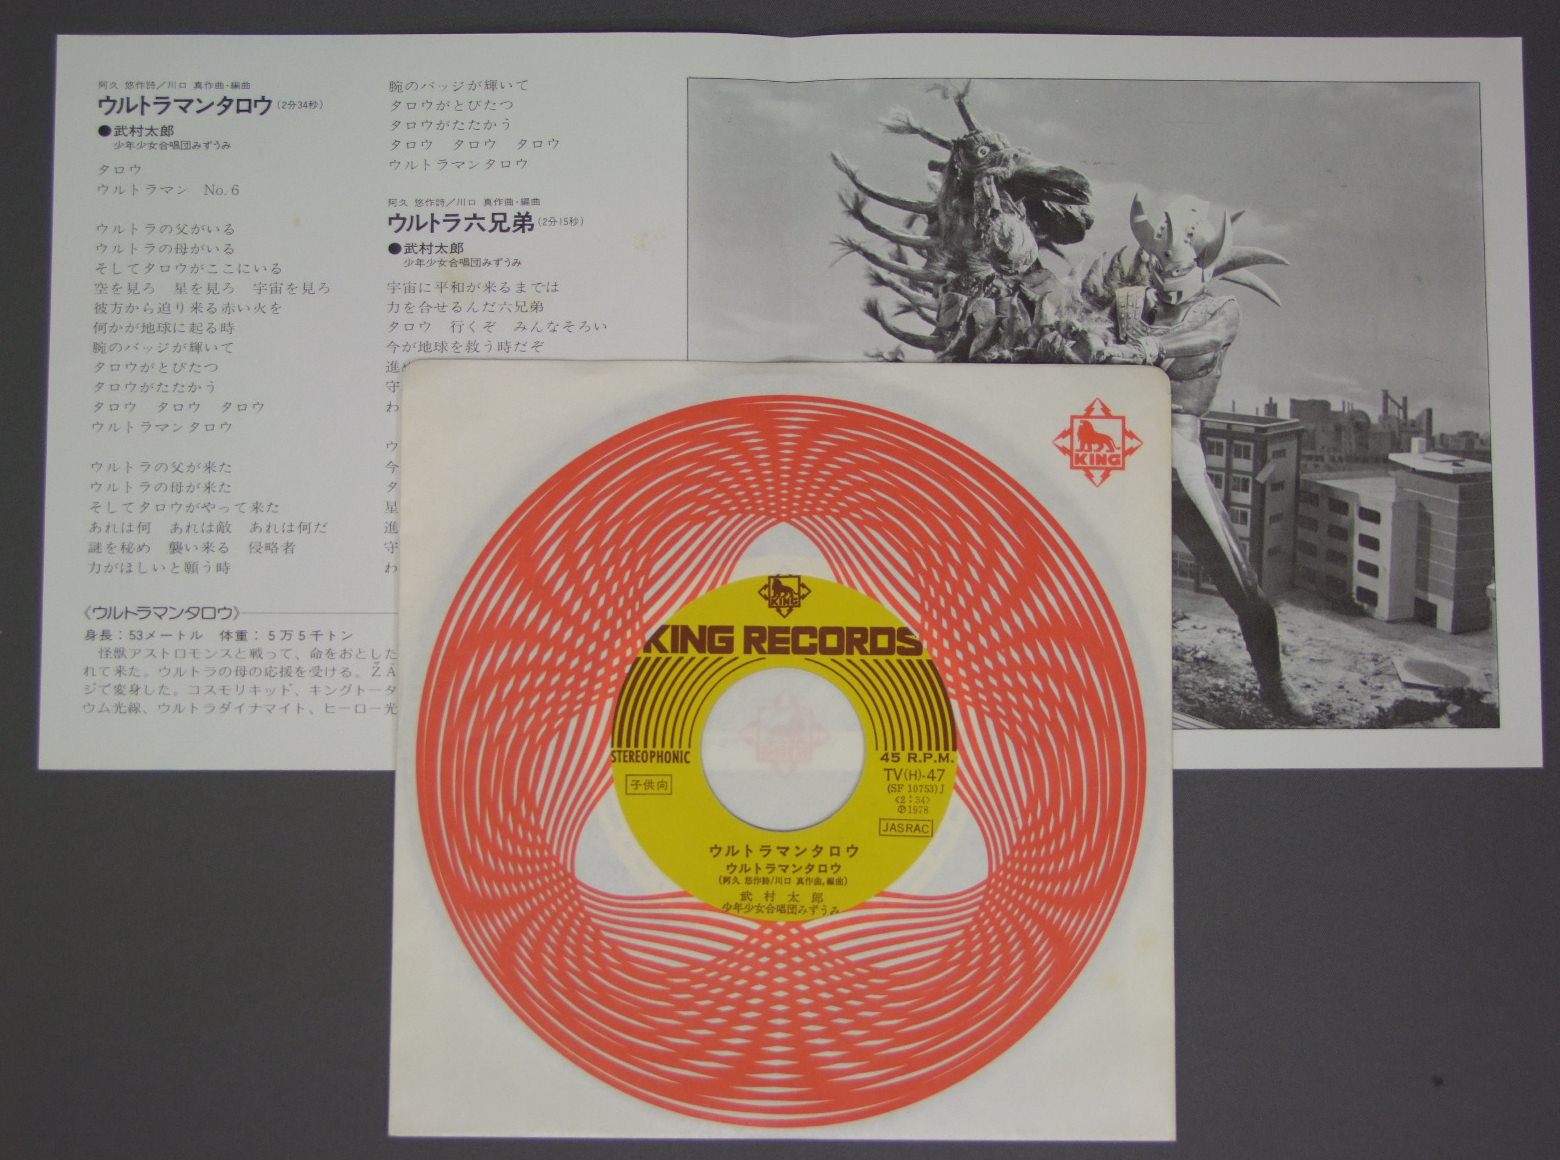 阿久 悠作詩／川口 真作曲・編曲
ウルトラマンタロウ(2分34秒)
●武村太郎
少年少女合唱団みずうみ
タロウ
ウルトラマン No.6
ウルトラの父がいる
ウルトラの母がいる
そしてタロウがここにいる
空を見ろ 星を見ろ 宇宙を見ろ
彼方から迫り来る赤い火を
何かが地球に起る時
腕のバッジが輝いて
タロウがとびたつ
タロウがたたかう
タロウ タロウ タロウ
ウルトラマンタロウ
ウルトラの父が来た
ウルトラの母が来た
そしてタロウがやって来た
あれは何 あれは敵 あれは何だ
謎を秘め 襲い来る 侵略者
力がほしいと願う時
腕のバッジが輝いて
タロウがとびたつ
タロウがたたかう
タロウ タロウ タロウ
ウルトラマンタロウ
阿久 悠作詩／川口 真作曲・編曲
ウルトラ六兄弟(2分15秒)
●武村太郎
少年少女合唱団みずうみ
宇宙に平和が来るまでは
力を合せるんだ六兄弟
タロウ 行くぞ みんなそろい
今が地球を救う時だぞ
進
守
わ
ウ
今
タ
星
進
守
わ
《ウルトラマンタロウ》
身長：53メートル 体重：5万5千トン
怪獣アストロモンスと戦って、命をおとした
れて来た。ウルトラの母の応援を受ける。ZA
ジで変身した。コスモリキッド、キングトータ
ウム光線、ウルトラダイナマイト、ヒーロー光
KING
KING
KING RECORDS
STEREOPHONIC
子供向
45 R.P.M.
TV(H)-47
(SF 10753)J
<2:34>
Ⓟ1978
JASRAC
ウルトラマンタロウ
ウルトラマンタロウ
(阿久 悠作詩/川口 真作曲,編曲)
武村太郎
少年少女合唱団みずうみ